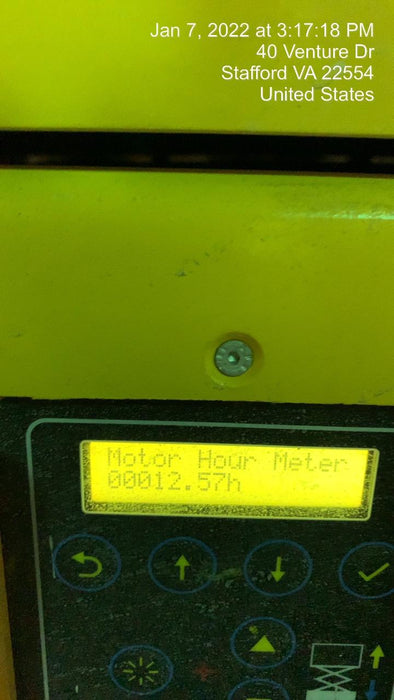 Jan 7, 2022 at 3:17:18 PM
40 Venture Dr
Stafford VA 22554
United States
Motor Hour Meter
00012.57h